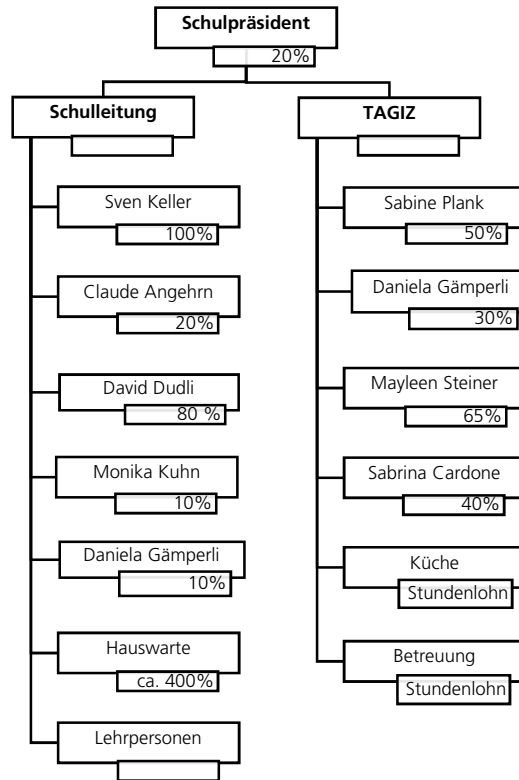 Schulpräsident
20%
Schulleitung
Sven Keller
100%
Claude Angehrn
20%
David Dudli
80 %
Monika Kuhn
10%
Daniela Gämperli
10%
Hauswarte
ca. 400%
Lehrpersonen
TAGIZ
Sabine Plank
50%
Daniela Gämperli
30%
Mayleen Steiner
65%
Sabrina Cardone
40%
Küche
Stundenlohn
Betreuung
Stundenlohn